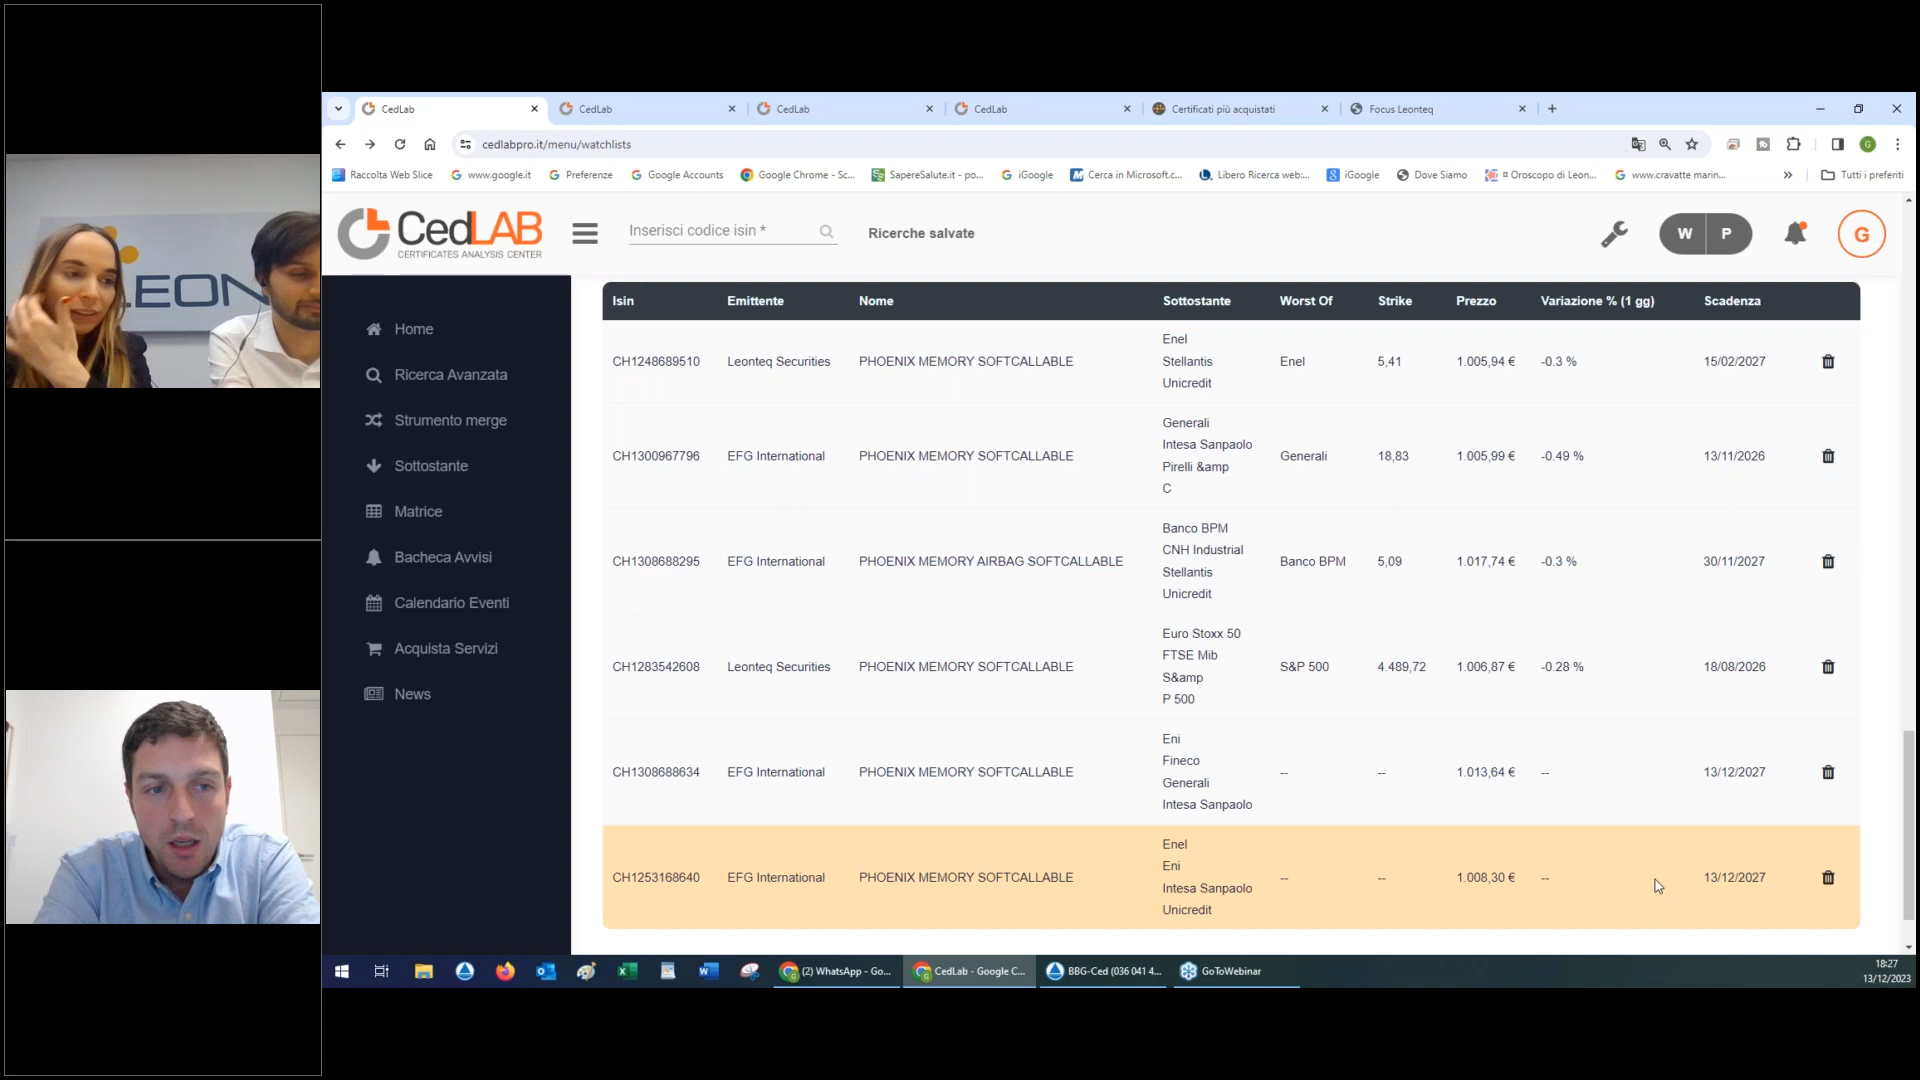 LEON
CedLab
CedLab
CedLab
CedLab
Certificati più acquistati
Focus Leonteq
cedlabpro.it/menu/watchlists
Raccolta Web Slice
www.google.it
Preferenze
Google Accounts
Google Chrome - Sc...
SapereSalute.it - po...
iGoogle
Cerca in Microsoft.c...
Libero Ricerca web:...
iGoogle
Dove Siamo
¤ Oroscopo di Leon...
www.cravatte marin...
»
Tutti i preferiti
CedLAB
CERTIFICATES ANALYSIS CENTER
Inserisci codice isin *
Ricerche salvate
W P
G
Home
Ricerca Avanzata
Strumento merge
Sottostante
Matrice
Bacheca Avvisi
Calendario Eventi
Acquista Servizi
News
Isin Emittente Nome Sottostante Worst Of Strike Prezzo Variazione % (1 gg) Scadenza
Enel
CH1248689510 Leonteq Securities PHOENIX MEMORY SOFTCALLABLE Stellantis Enel 5,41 1.005,94 € -0.3 % 15/02/2027
Unicredit
Generali
Intesa Sanpaolo
CH1300967796 EFG International PHOENIX MEMORY SOFTCALLABLE Generali 18,83 1.005,99 € -0.49 % 13/11/2026
Pirelli &amp
C
Banco BPM
CNH Industrial
CH1308688295 EFG International PHOENIX MEMORY AIRBAG SOFTCALLABLE Banco BPM 5,09 1.017,74 € -0.3 % 30/11/2027
Stellantis
Unicredit
Euro Stoxx 50
FTSE Mib
CH1283542608 Leonteq Securities PHOENIX MEMORY SOFTCALLABLE S&P 500 4.489,72 1.006,87 € -0.28 % 18/08/2026
S&amp
P 500
Eni
Fineco
CH1308688634 EFG International PHOENIX MEMORY SOFTCALLABLE -- -- 1.013,64 € -- 13/12/2027
Generali
Intesa Sanpaolo
Enel
Eni
CH1253168640 EFG International PHOENIX MEMORY SOFTCALLABLE -- -- 1.008,30 € -- 13/12/2027
Intesa Sanpaolo
Unicredit
(2) WhatsApp - Go...
CedLab - Google C...
BBG-Ced (036 041 4...
GoToWebinar
18:27
13/12/2023